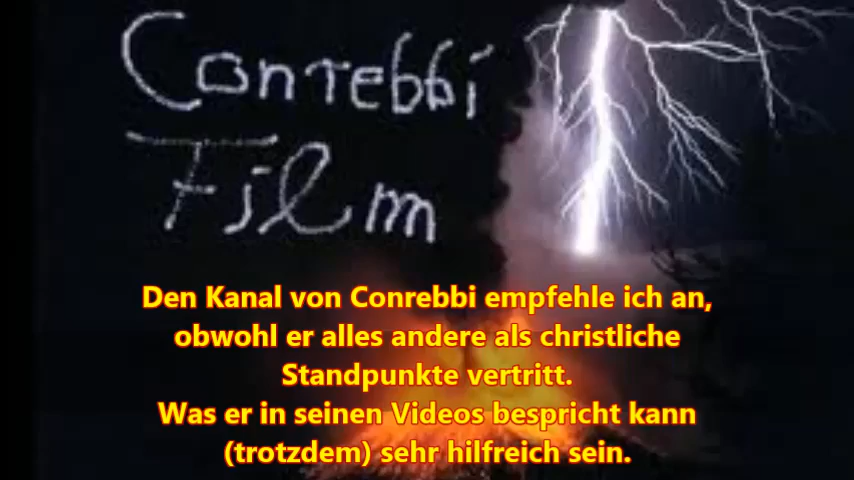 Conrebbi
Film
Den Kanal von Conrebbi empfehle ich an,
obwohl er alles andere als christliche
Standpunkte vertritt.
Was er in seinen Videos bespricht kann
(trotzdem) sehr hilfreich sein.